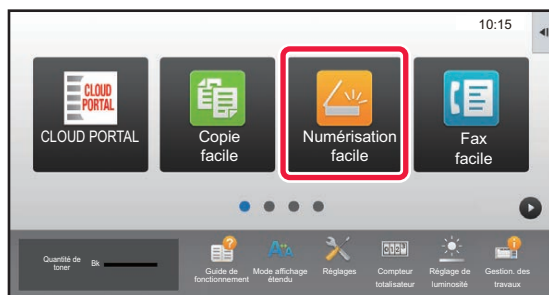 10:15
CLOUD
PORTAL
CLOUD PORTAL
Copie
facile
Numérisation
facile
Fax
facile
Quantité de
toner
Bk
Guide de
fonctionnement
Mode affichage
étendu
Réglages
Compteur
totalisateur
Réglage de
luminosité
Gestion. des
travaux